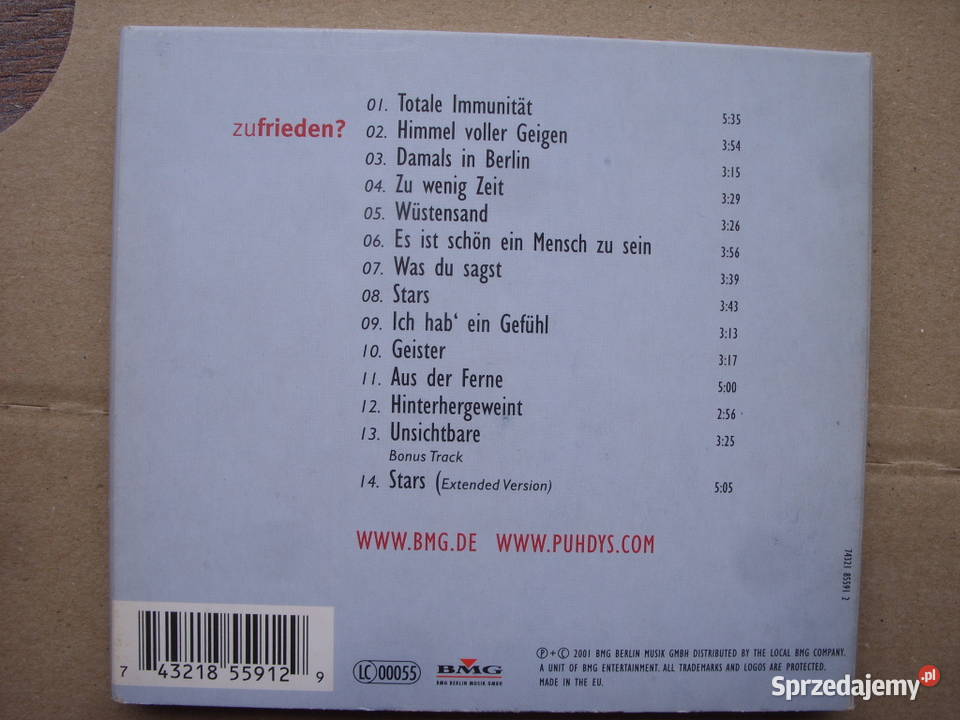 zufrieden?
01. Totale Immunität 5:35
02. Himmel voller Geigen 3:54
03. Damals in Berlin 3:15
04. Zu wenig Zeit 3:29
05. Wüstensand 3:26
06. Es ist schön ein Mensch zu sein 3:56
07. Was du sagst 3:39
08. Stars 3:43
09. Ich hab' ein Gefühl 3:13
10. Geister 3:17
11. Aus der Ferne 5:00
12. Hinterhergeweint 2:56
13. Unsichtbare 3:25
Bonus Track
14. Stars (Extended Version) 5:05
WWW.BMG.DE WWW.PUHDYS.COM
74321 85591 2
7 43218 55912 9
LC 00055
BMG
BMG BERLIN MUSIK GMBH
℗ + © 2001 BMG BERLIN MUSIK GMBH DISTRIBUTED BY THE LOCAL BMG COMPANY.
A UNIT OF BMG ENTERTAINMENT. ALL TRADEMARKS AND LOGOS ARE PROTECTED.
MADE IN THE EU.
Sprzedajemy.pl